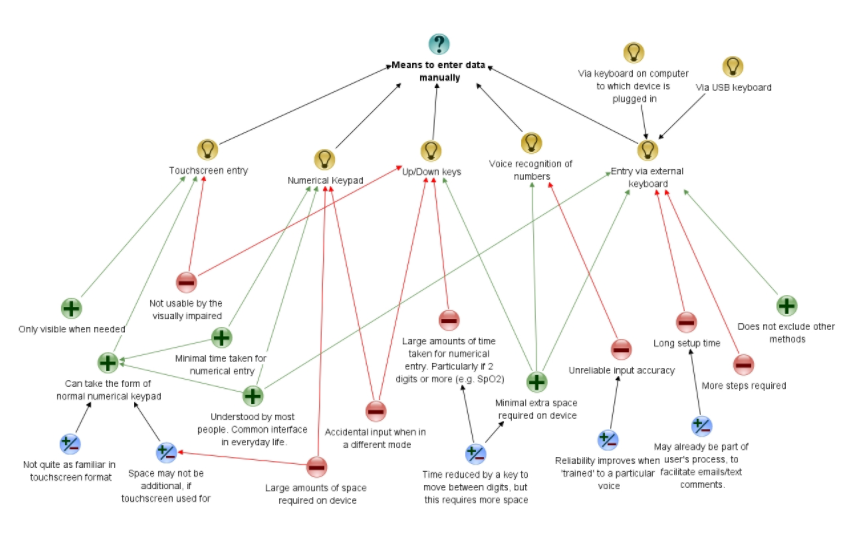 ?
Means to enter data
manually
Via keyboard on computer
to which device is
plugged in
Via USB keyboard
Touchscreen entry
Numerical Keypad
Up/Down keys
Voice recognition of
numbers
Entry via external
keyboard
Only visible when needed
Not usable by the
visually impaired
Minimal time taken for
numerical entry
Can take the form of
normal numerical keypad
Understood by most
people. Common interface
in everyday life.
Accidental input when in
a different mode
Large amounts of time
taken for numerical
entry. Particularly if 2
digits or more (e.g. SpO2)
Minimal extra space
required on device
Unreliable input accuracy
Long setup time
Does not exclude other
methods
More steps required
Not quite as familiar in
touchscreen format
Space may not be
additional, if
touchscreen used for
Large amounts of space
required on device
Time reduced by a key to
move between digits, but
this requires more space
Reliability improves when
'trained' to a particular
voice
May already be part of
user's process, to
facilitate emails/text
comments.